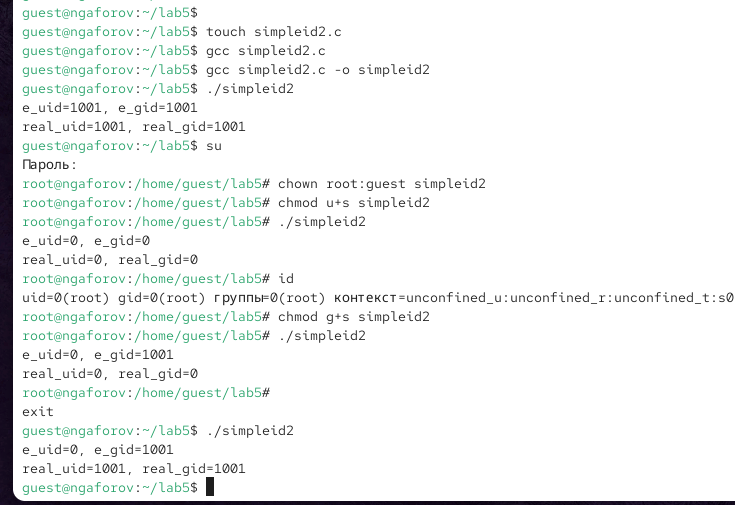 guest@ngaforov:~/lab5$
guest@ngaforov:~/lab5$ touch simpleid2.c
guest@ngaforov:~/lab5$ gcc simpleid2.c
guest@ngaforov:~/lab5$ gcc simpleid2.c -o simpleid2
guest@ngaforov:~/lab5$ ./simpleid2
e_uid=1001, e_gid=1001
real_uid=1001, real_gid=1001
guest@ngaforov:~/lab5$ su
Пароль:
root@ngaforov:/home/guest/lab5# chown root:guest simpleid2
root@ngaforov:/home/guest/lab5# chmod u+s simpleid2
root@ngaforov:/home/guest/lab5# ./simpleid2
e_uid=0, e_gid=0
real_uid=0, real_gid=0
root@ngaforov:/home/guest/lab5# id
uid=0(root) gid=0(root) группы=0(root) контекст=unconfined_u:unconfined_r:unconfined_t:s0
root@ngaforov:/home/guest/lab5# chmod g+s simpleid2
root@ngaforov:/home/guest/lab5# ./simpleid2
e_uid=0, e_gid=1001
real_uid=0, real_gid=0
root@ngaforov:/home/guest/lab5#
exit
guest@ngaforov:~/lab5$ ./simpleid2
e_uid=0, e_gid=1001
real_uid=1001, real_gid=1001
guest@ngaforov:~/lab5$